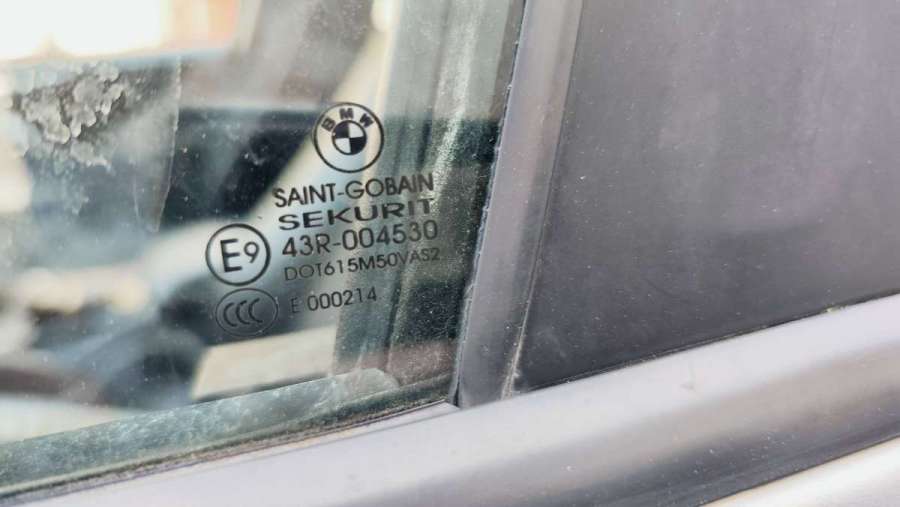 BMW
SAINT-GOBAIN
SEKURIT
E9 43R-004530
DOT615M50VAS2
CCC E 000214